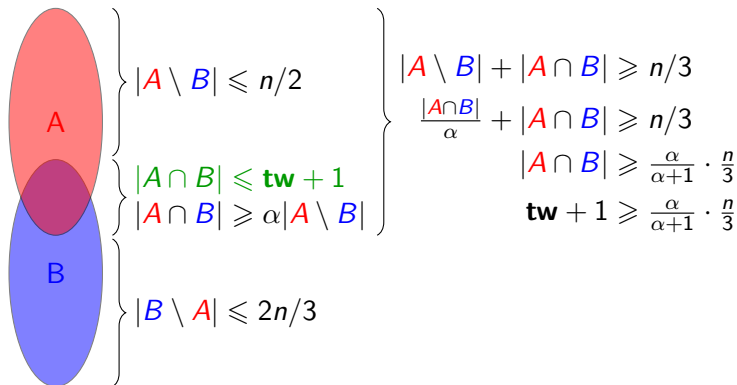 A
B
|A \ B| ⩽ n/2
|A ∩ B| ⩽ tw + 1
|A ∩ B| ⩾ α|A \ B|
|B \ A| ⩽ 2n/3
|A \ B| + |A ∩ B| ⩾ n/3
|A∩B|/α + |A ∩ B| ⩾ n/3
|A ∩ B| ⩾ α/(α+1) · n/3
tw + 1 ⩾ α/(α+1) · n/3